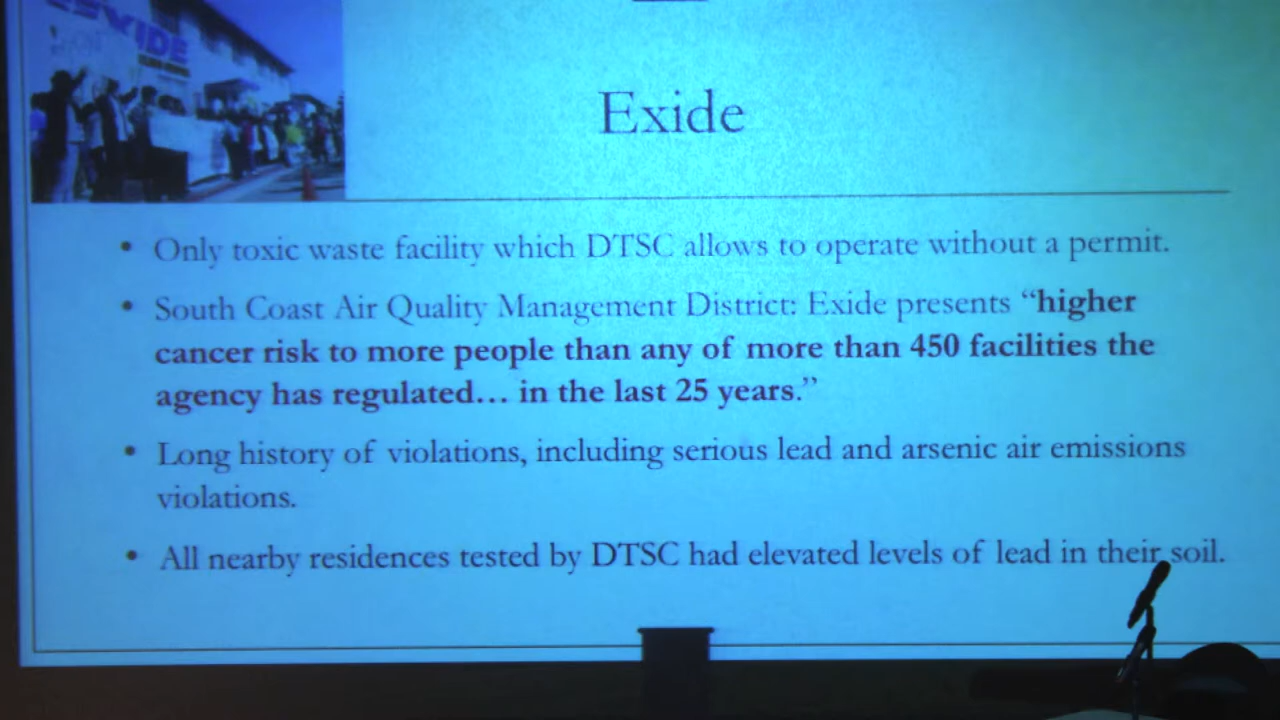 EXIDE
Exide
• Only toxic waste facility which DTSC allows to operate without a permit.
• South Coast Air Quality Management District: Exide presents “higher
cancer risk to more people than any of more than 450 facilities the
agency has regulated… in the last 25 years.”
• Long history of violations, including serious lead and arsenic air emissions
violations.
• All nearby residences tested by DTSC had elevated levels of lead in their soil.